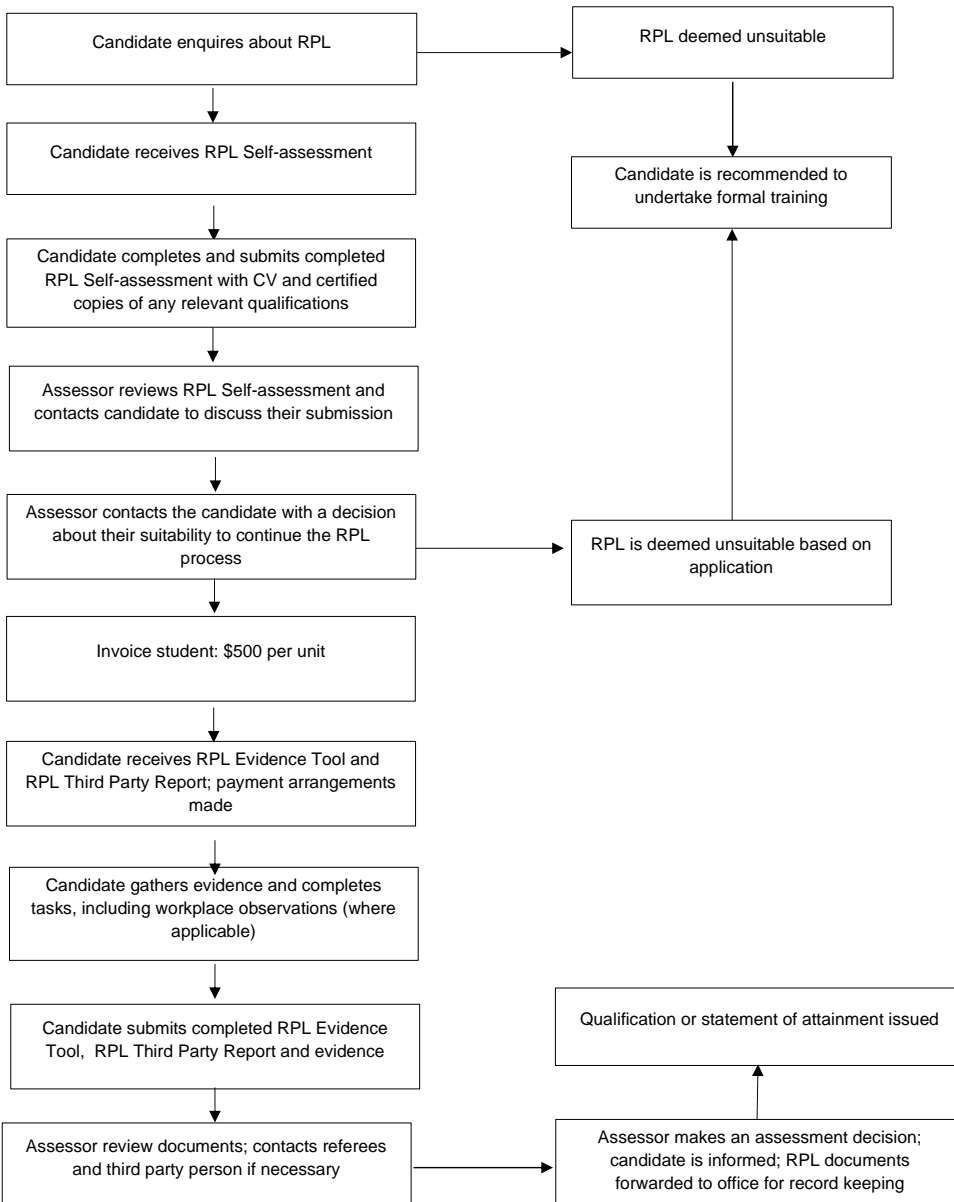 Candidate enquires about RPL
RPL deemed unsuitable
Candidate receives RPL Self-assessment
Candidate is recommended to
undertake formal training
Candidate completes and submits completed
RPL Self-assessment with CV and certified
copies of any relevant qualifications
Assessor reviews RPL Self-assessment and
contacts candidate to discuss their submission
Assessor contacts the candidate with a decision
about their suitability to continue the RPL
process
RPL is deemed unsuitable based on
application
Invoice student: $500 per unit
Candidate receives RPL Evidence Tool and
RPL Third Party Report; payment arrangements
made
Candidate gathers evidence and completes
tasks, including workplace observations (where
applicable)
Candidate submits completed RPL Evidence
Tool,  RPL Third Party Report and evidence
Qualification or statement of attainment issued
Assessor review documents; contacts referees
and third party person if necessary
Assessor makes an assessment decision;
candidate is informed; RPL documents
forwarded to office for record keeping